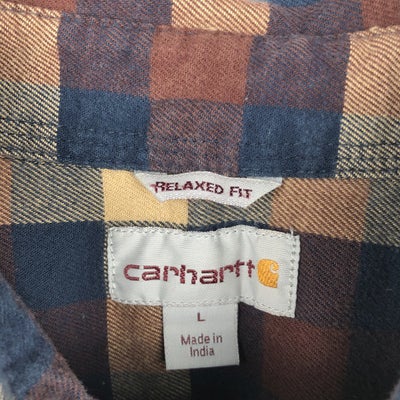 RELAXED FIT
carhartt
L
Made in
India